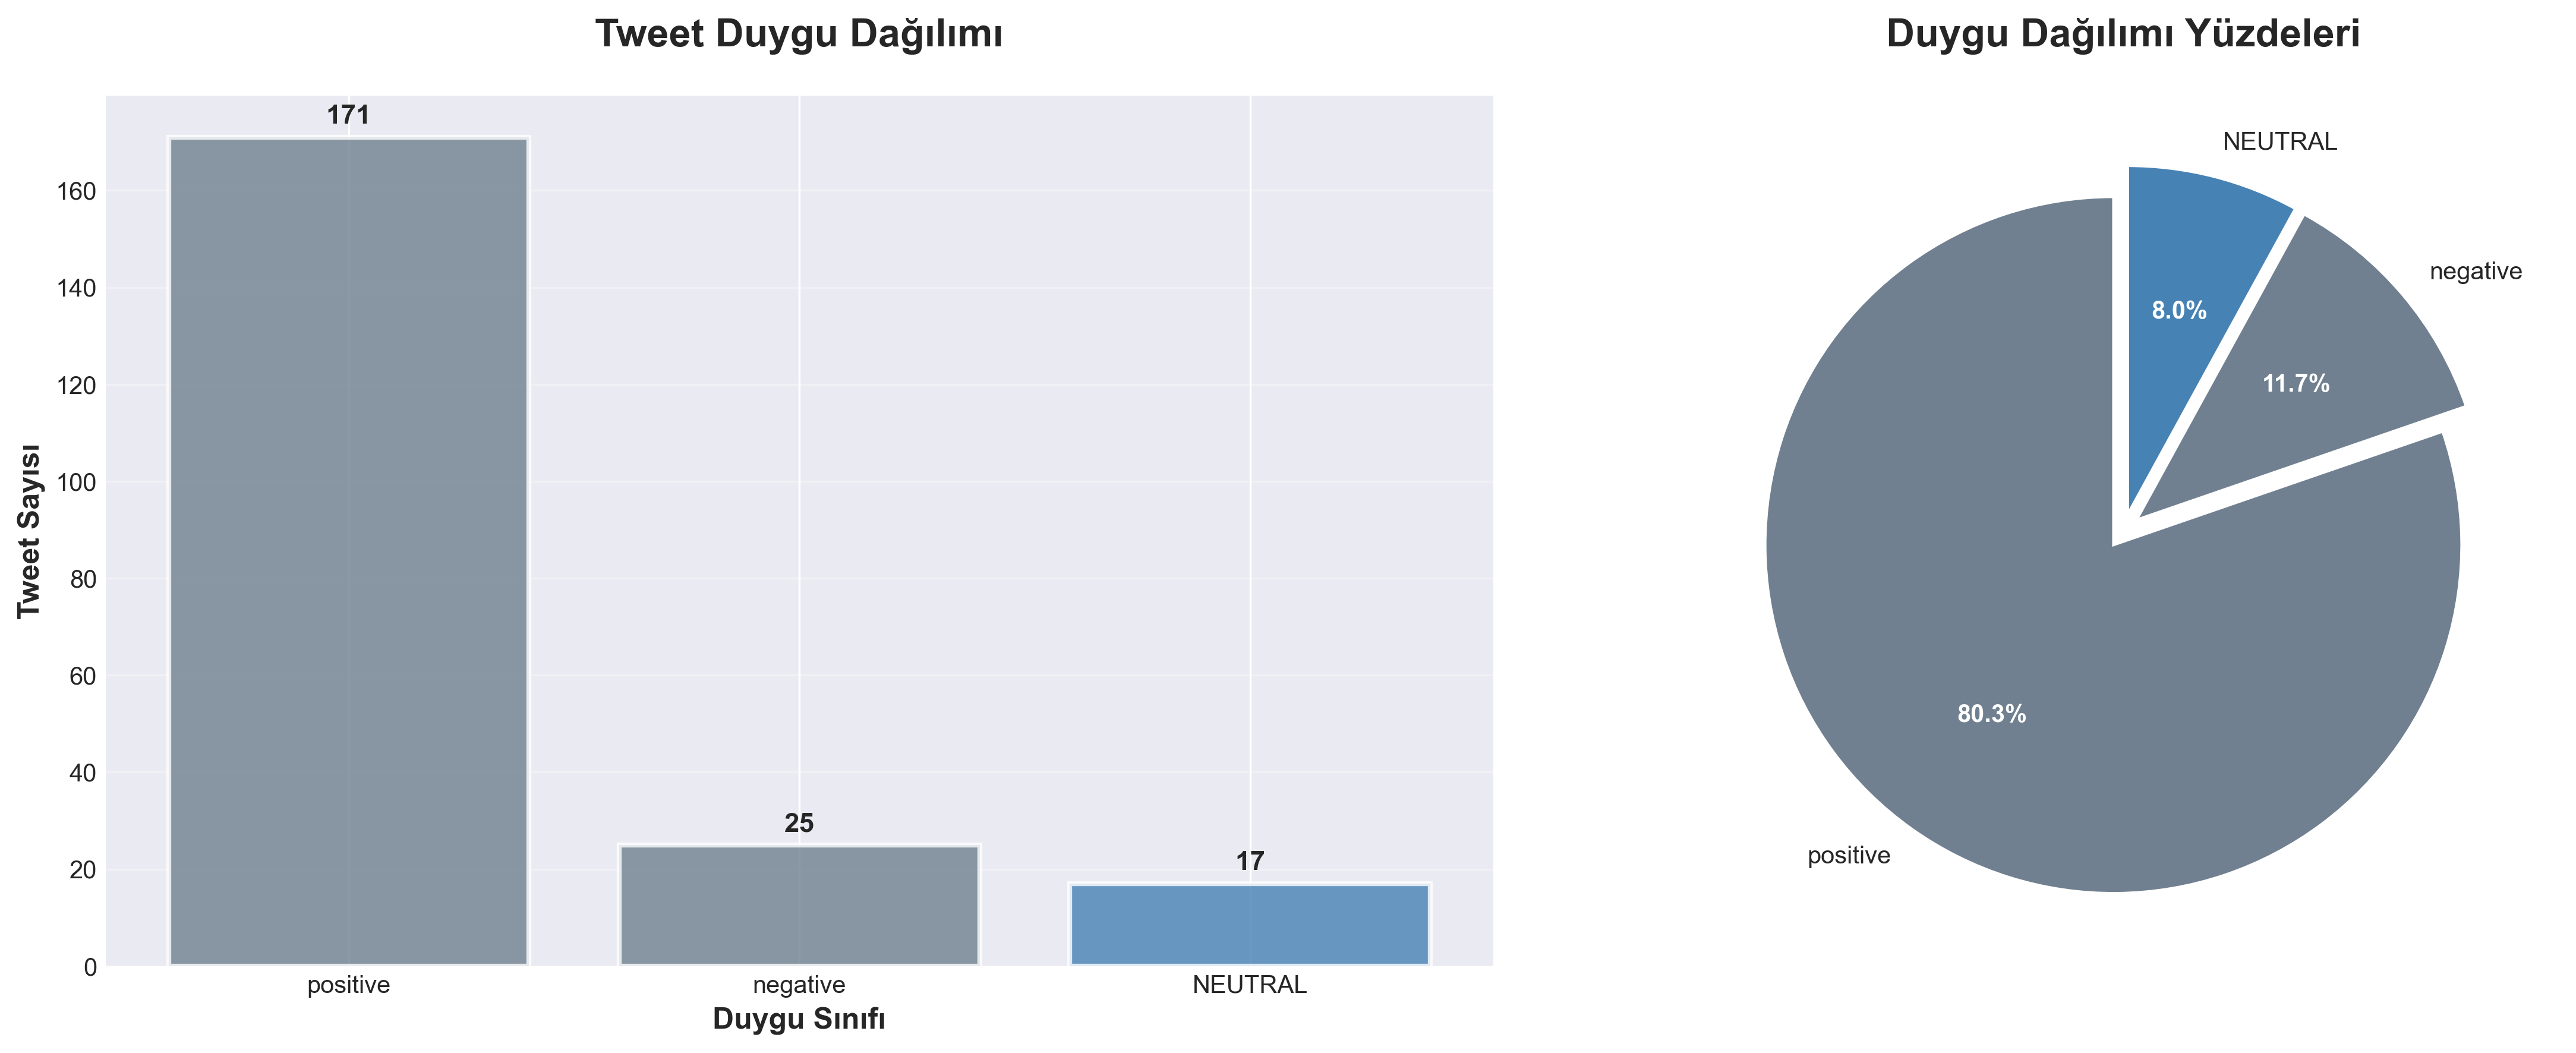 Tweet Duygu Dağılımı
171
160
140
120
100
80
60
40
20
0
25
17
positive
negative
NEUTRAL
Tweet Sayısı
Duygu Sınıfı
Duygu Dağılımı Yüzdeleri
NEUTRAL
negative
8.0%
11.7%
80.3%
positive